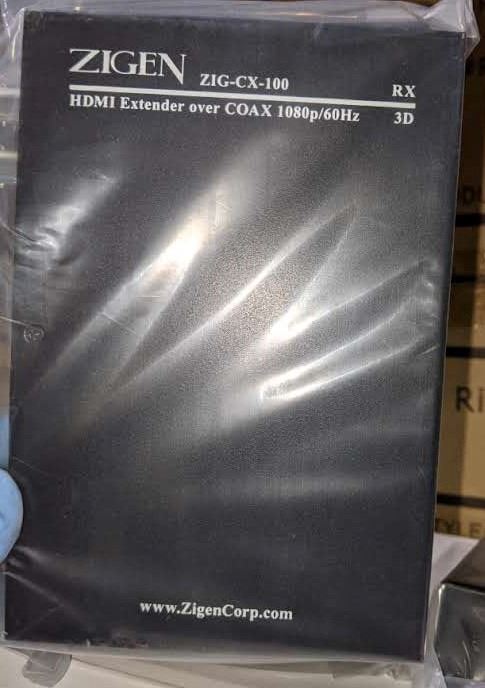 ZIGEN ZIG-CX-100 RX
HDMI Extender over COAX 1080p/60Hz 3D
www.ZigenCorp.com